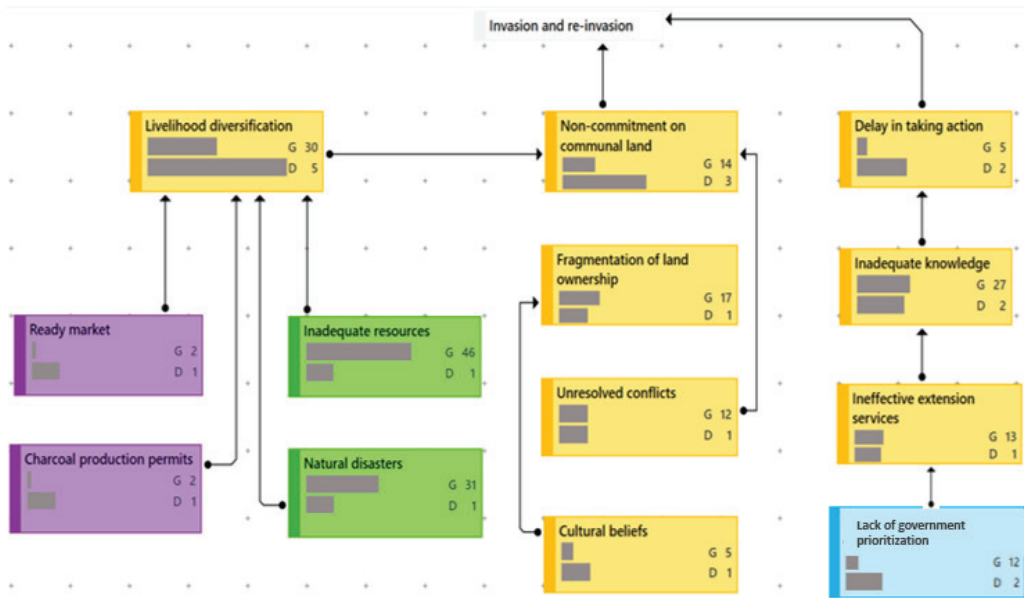 Invasion and re-invasion
Livelihood diversification
G 30
D 5
Non-commitment on
communal land
G 14
D 3
Delay in taking action
G 5
D 2
Fragmentation of land
ownership
G 17
D 1
Inadequate knowledge
G 27
D 2
Ready market
G 2
D 1
Inadequate resources
G 46
D 1
Unresolved conflicts
G 12
D 1
Ineffective extension
services
G 13
D 1
Charcoal production permits
G 2
D 1
Natural disasters
G 31
D 1
Cultural beliefs
G 5
D 1
Lack of government
prioritization
G 12
D 2